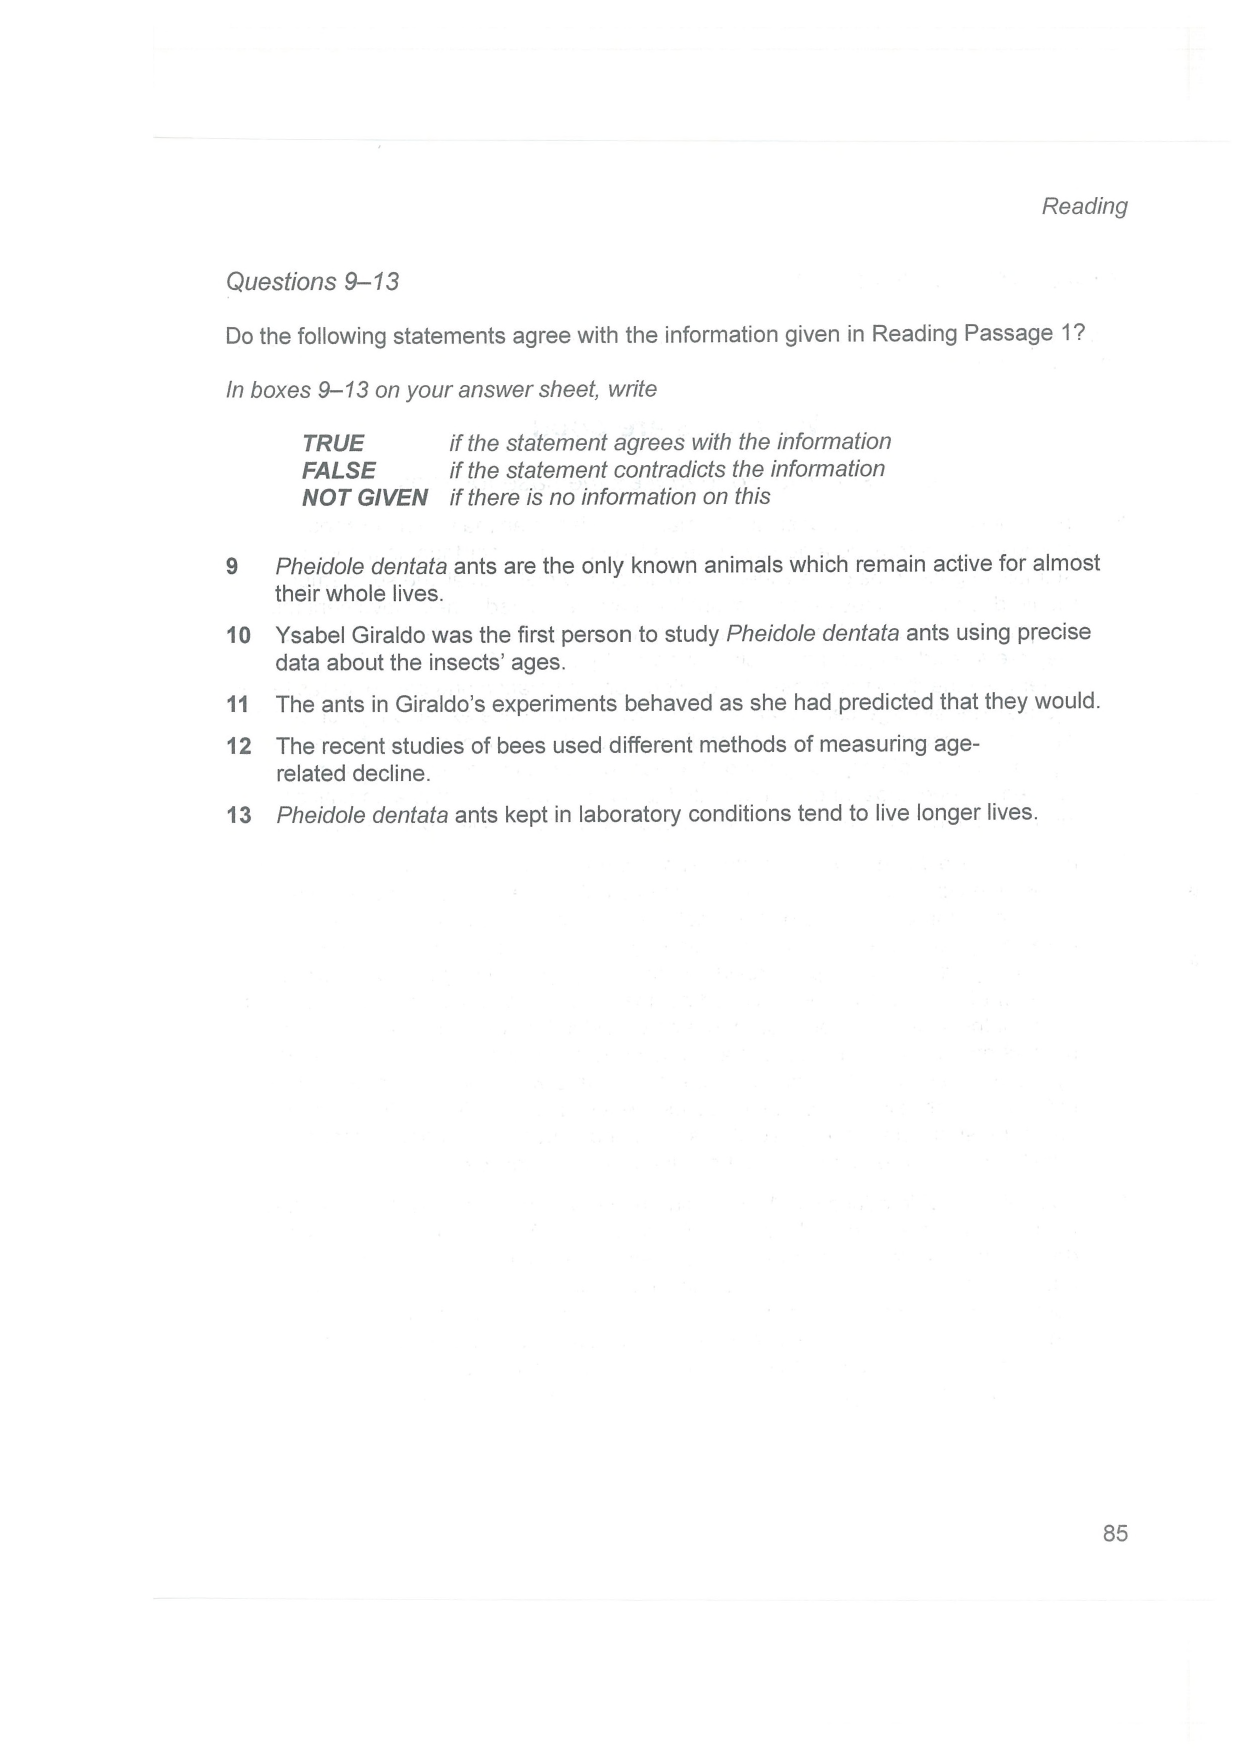 Reading
Questions 9–13
Do the following statements agree with the information given in Reading Passage 1?
In boxes 9–13 on your answer sheet, write
TRUE if the statement agrees with the information
FALSE if the statement contradicts the information
NOT GIVEN if there is no information on this
9 Pheidole dentata ants are the only known animals which remain active for almost
their whole lives.
10 Ysabel Giraldo was the first person to study Pheidole dentata ants using precise
data about the insects' ages.
11 The ants in Giraldo's experiments behaved as she had predicted that they would.
12 The recent studies of bees used different methods of measuring age-
related decline.
13 Pheidole dentata ants kept in laboratory conditions tend to live longer lives.
85